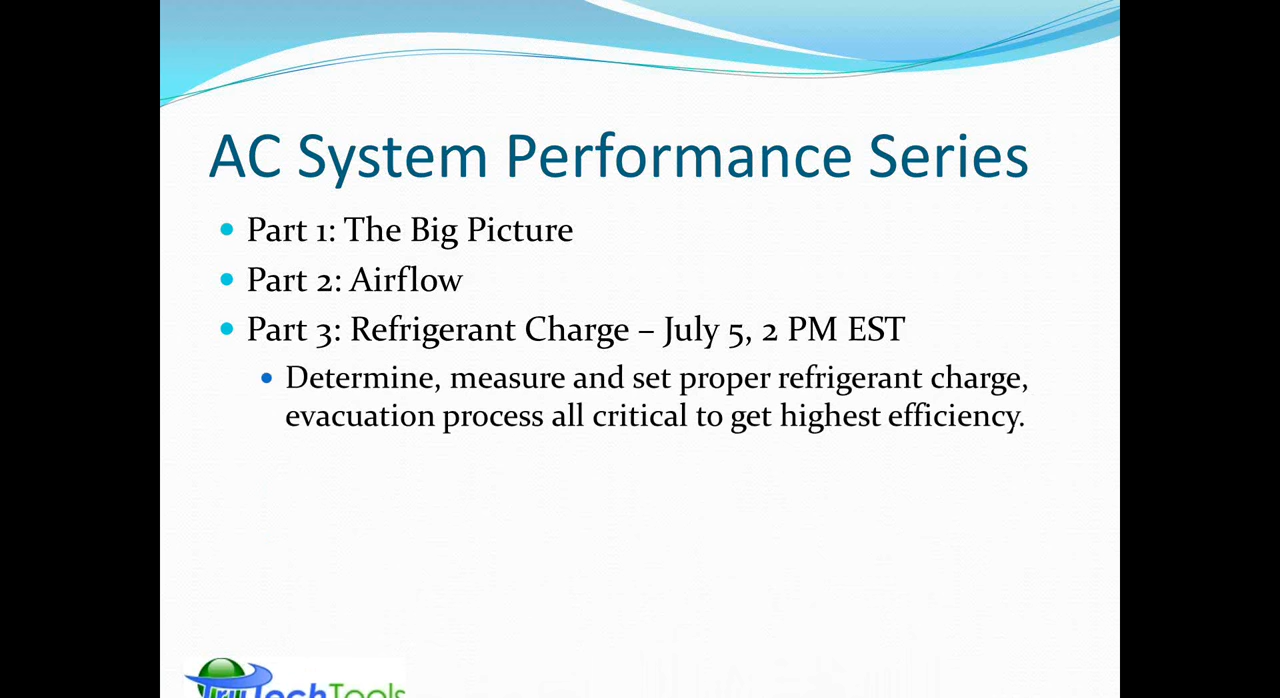 AC System Performance Series
Part 1: The Big Picture
Part 2: Airflow
Part 3: Refrigerant Charge – July 5, 2 PM EST
Determine, measure and set proper refrigerant charge,
evacuation process all critical to get highest efficiency.
TruTechTools